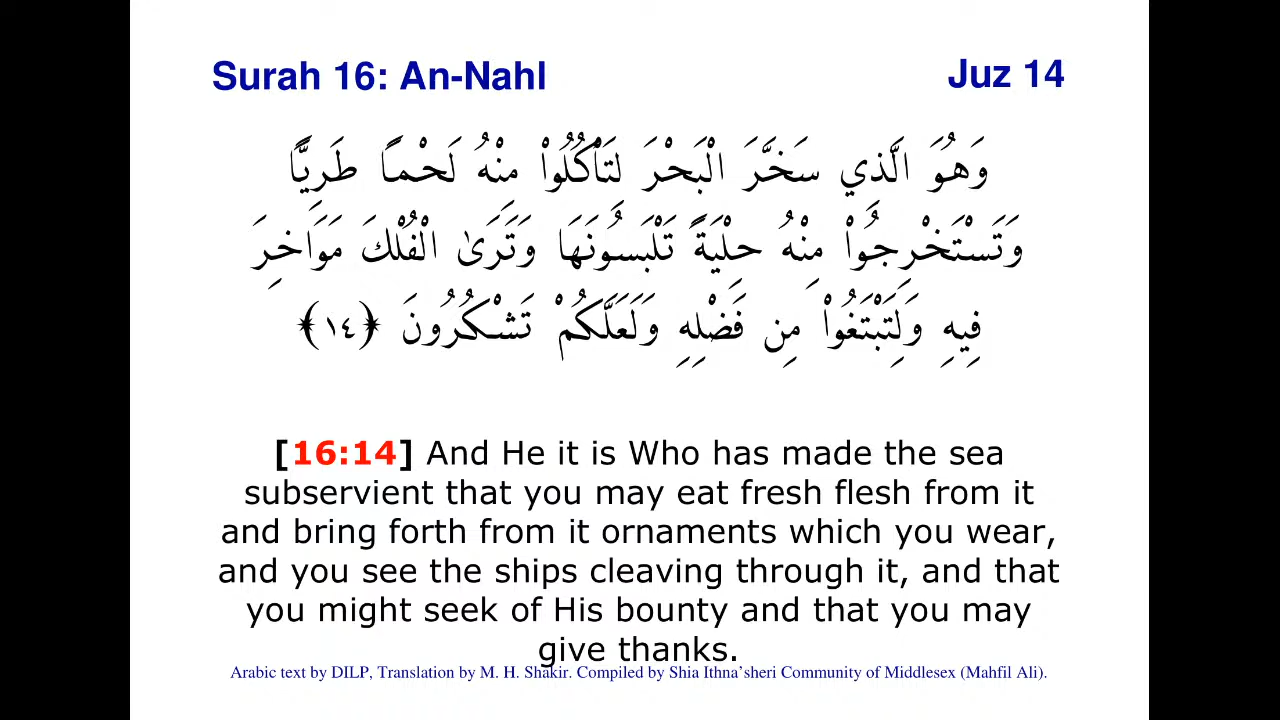 Surah 16: An-Nahl
Juz 14
وَهُوَ الَّذِي سَخَّرَ الْبَحْرَ لِتَأْكُلُواْ مِنْهُ لَحْمًا طَرِيًّا
وَتَسْتَخْرِجُواْ مِنْهُ حِلْيَةً تَلْبَسُونَهَا وَتَرَىٰ الْفُلْكَ مَوَاخِرَ
فِيهِ وَلِتَبْتَغُواْ مِن فَضْلِهِ وَلَعَلَّكُمْ تَشْكُرُونَ ﴿١٤﴾
[16:14] And He it is Who has made the sea
subservient that you may eat fresh flesh from it
and bring forth from it ornaments which you wear,
and you see the ships cleaving through it, and that
you might seek of His bounty and that you may
give thanks.
Arabic text by DILP, Translation by M. H. Shakir. Compiled by Shia Ithna’sheri Community of Middlesex (Mahfil Ali).